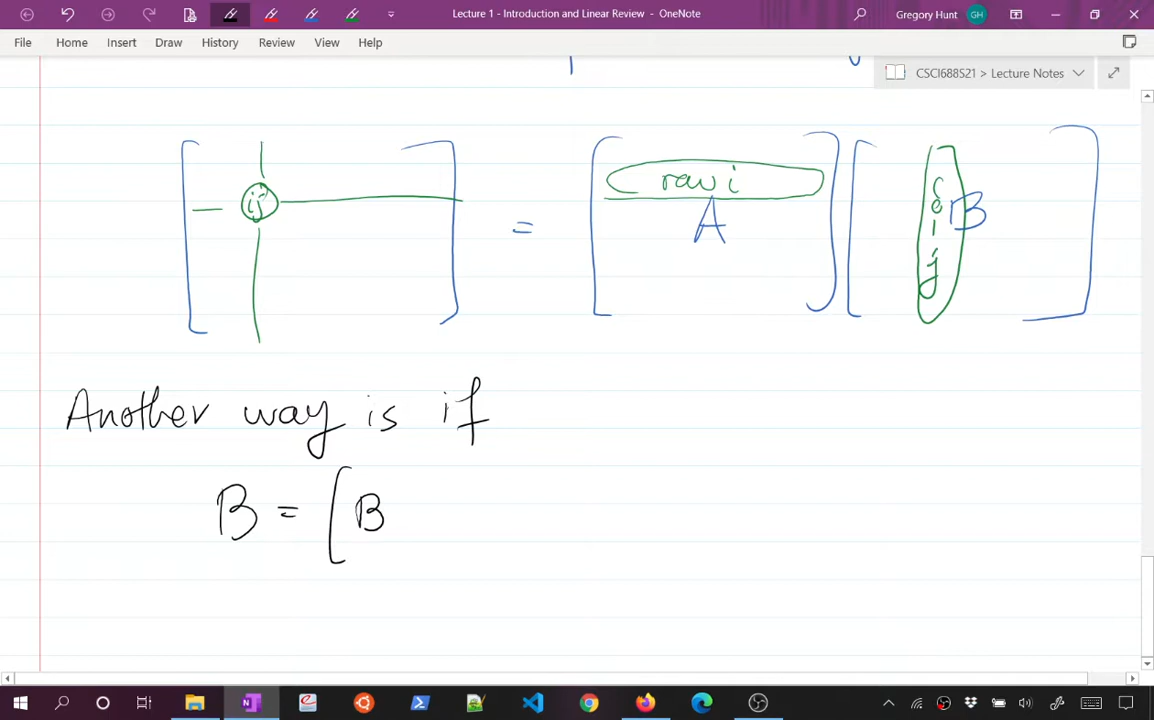 Lecture 1 - Introduction and Linear Review - OneNote
Gregory Hunt
GH
File Home Insert Draw History Review View Help
CSCI688S21 > Lecture Notes
ij = row i A col j B
Another way is if
B = [B